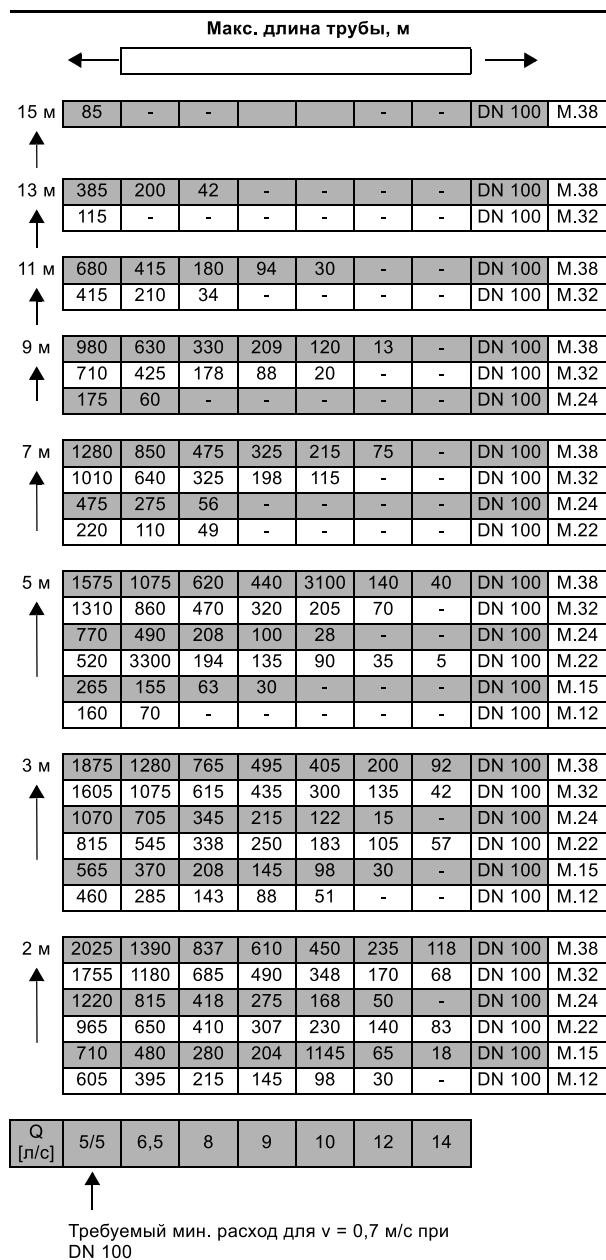 Макс. длина трубы, м
15 м 85 - - - - DN 100 М.38
13 м 385 200 42 - - - - DN 100 М.38
115 - - - - - - DN 100 М.32
11 м 680 415 180 94 30 - - DN 100 М.38
415 210 34 - - - - DN 100 М.32
9 м 980 630 330 209 120 13 - DN 100 М.38
710 425 178 88 20 - - DN 100 М.32
175 60 - - - - - DN 100 М.24
7 м 1280 850 475 325 215 75 - DN 100 М.38
1010 640 325 198 115 - - DN 100 М.32
475 275 56 - - - - DN 100 М.24
220 110 49 - - - - DN 100 М.22
5 м 1575 1075 620 440 3100 140 40 DN 100 М.38
1310 860 470 320 205 70 - DN 100 М.32
770 490 208 100 28 - - DN 100 М.24
520 3300 194 135 90 35 5 DN 100 М.22
265 155 63 30 - - - DN 100 М.15
160 70 - - - - - DN 100 М.12
3 м 1875 1280 765 495 405 200 92 DN 100 М.38
1605 1075 615 435 300 135 42 DN 100 М.32
1070 705 345 215 122 15 - DN 100 М.24
815 545 338 250 183 105 57 DN 100 М.22
565 370 208 145 98 30 - DN 100 М.15
460 285 143 88 51 - - DN 100 М.12
2 м 2025 1390 837 610 450 235 118 DN 100 М.38
1755 1180 685 490 348 170 68 DN 100 М.32
1220 815 418 275 168 50 - DN 100 М.24
965 650 410 307 230 140 83 DN 100 М.22
710 480 280 204 1145 65 18 DN 100 М.15
605 395 215 145 98 30 - DN 100 М.12
Q [л/с] 5/5 6,5 8 9 10 12 14
Требуемый мин. расход для v = 0,7 м/с при
DN 100